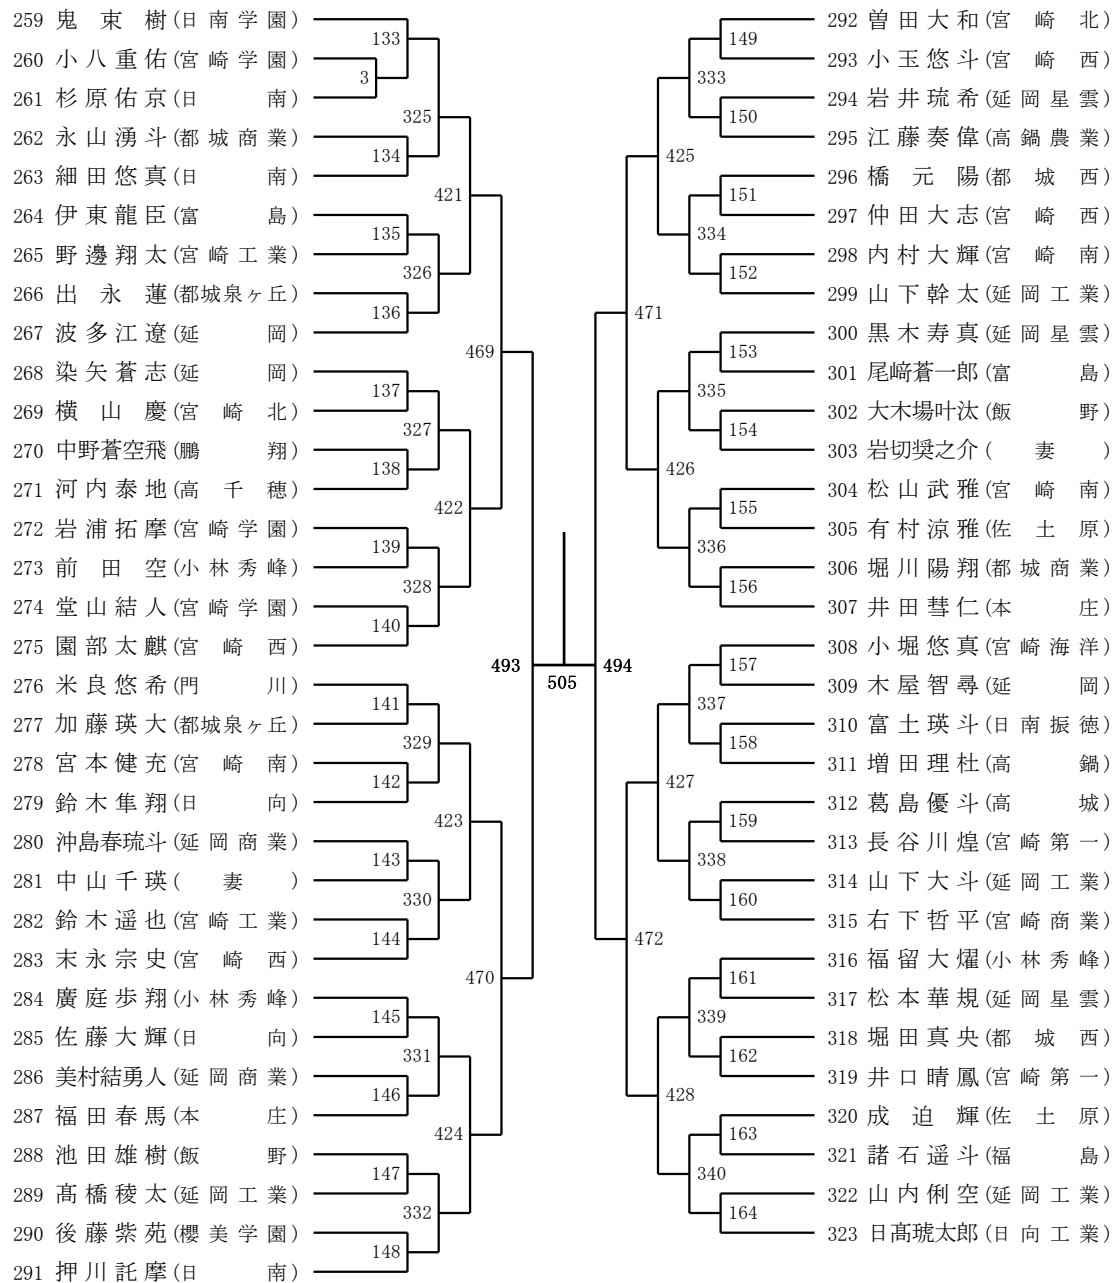 259 鬼束樹(日南学園)
260 小八重佑(宮崎学園)
261 杉原佑京(日南)
262 永山湧斗(都城商業)
263 細田悠真(日南)
264 伊東龍臣(富島)
265 野邊翔太(宮崎工業)
266 出永蓮(都城泉ヶ丘)
267 波多江遼(延岡)
268 染矢蒼志(延岡)
269 横山慶(宮崎北)
270 中野蒼空飛(鵬翔)
271 河内泰地(高千穂)
272 岩浦拓摩(宮崎学園)
273 前田空(小林秀峰)
274 堂山結人(宮崎学園)
275 園部太麒(宮崎西)
276 米良悠希(門川)
277 加藤瑛大(都城泉ヶ丘)
278 宮本健充(宮崎南)
279 鈴木隼翔(日向)
280 沖島春琉斗(延岡商業)
281 中山千瑛(妻)
282 鈴木遥也(宮崎工業)
283 末永宗史(宮崎西)
284 廣庭歩翔(小林秀峰)
285 佐藤大輝(日向)
286 美村結勇人(延岡商業)
287 福田春馬(本庄)
288 池田雄樹(飯野)
289 髙橋稜太(延岡工業)
290 後藤紫苑(櫻美学園)
291 押川託摩(日南)
133
3
134
135
136
137
138
139
140
141
142
143
144
145
146
147
148
325
326
327
328
329
330
331
332
421
422
423
424
469
470
493
505
494
471
472
425
426
427
428
333
334
335
336
337
338
339
340
149
150
151
152
153
154
155
156
157
158
159
160
161
162
163
164
292 曽田大和(宮崎北)
293 小玉悠斗(宮崎西)
294 岩井琉希(延岡星雲)
295 江藤奏偉(高鍋農業)
296 橋元陽(都城西)
297 仲田大志(宮崎西)
298 内村大輝(宮崎南)
299 山下幹太(延岡工業)
300 黒木寿真(延岡星雲)
301 尾﨑蒼一郎(富島)
302 大木場叶汰(飯野)
303 岩切奨之介(妻)
304 松山武雅(宮崎南)
305 有村涼雅(佐土原)
306 堀川陽翔(都城商業)
307 井田彗仁(本庄)
308 小堀悠真(宮崎海洋)
309 木屋智尋(延岡)
310 富土瑛斗(日南振徳)
311 増田理杜(高鍋)
312 葛島優斗(高城)
313 長谷川煌(宮崎第一)
314 山下大斗(延岡工業)
315 右下哲平(宮崎商業)
316 福留大燿(小林秀峰)
317 松本華規(延岡星雲)
318 堀田真央(都城西)
319 井口晴鳳(宮崎第一)
320 成迫輝(佐土原)
321 諸石遥斗(福島)
322 山内俐空(延岡工業)
323 日髙琥太郎(日向工業)